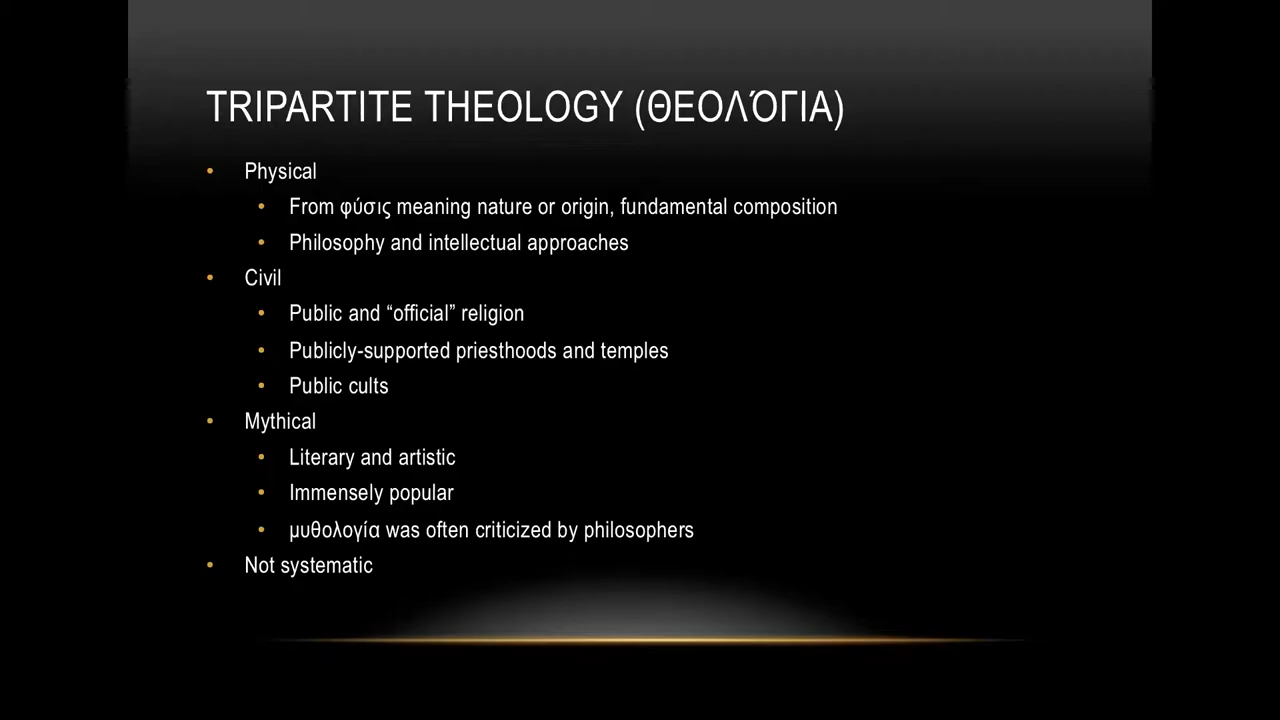 TRIPARTITE THEOLOGY (ΘΕΟΛΌΓΙΑ)
• Physical
• From φύσις meaning nature or origin, fundamental composition
• Philosophy and intellectual approaches
• Civil
• Public and “official” religion
• Publicly-supported priesthoods and temples
• Public cults
• Mythical
• Literary and artistic
• Immensely popular
• μυθολογία was often criticized by philosophers
• Not systematic